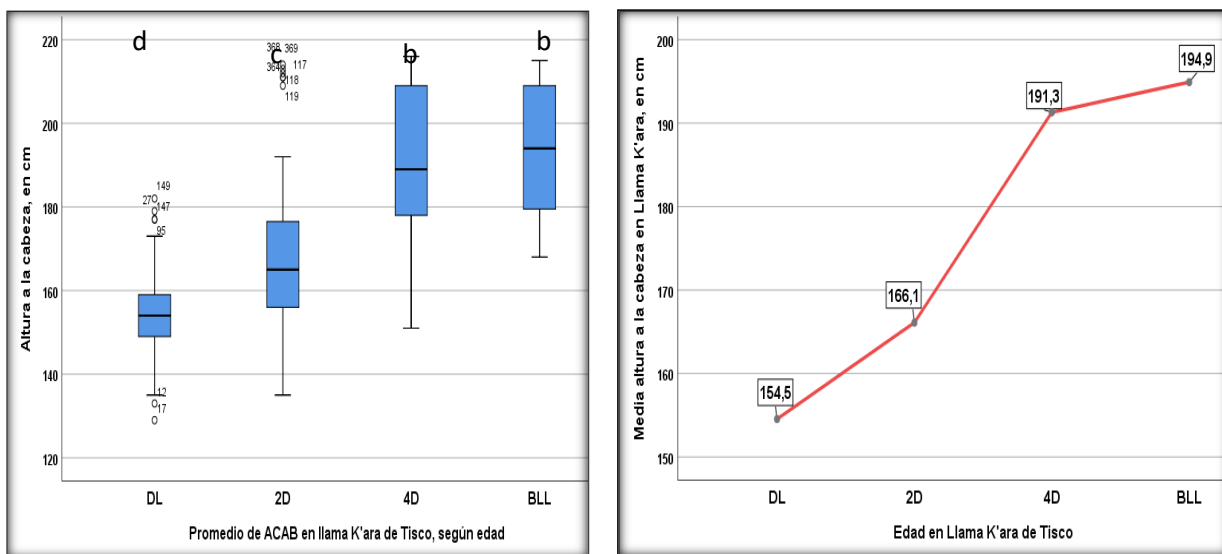 Altura a la cabeza, en cm
220
200
180
160
140
120
d
c
b
b
368
369
364
117
118
119
149
27
147
95
12
17
DL
2D
4D
BLL
Promedio de ACAB en llama K'ara de Tisco, según edad
Media altura a la cabeza en Llama K'ara, en cm
200
190
180
170
160
150
154,5
166,1
191,3
194,9
DL
2D
4D
BLL
Edad en Llama K'ara de Tisco